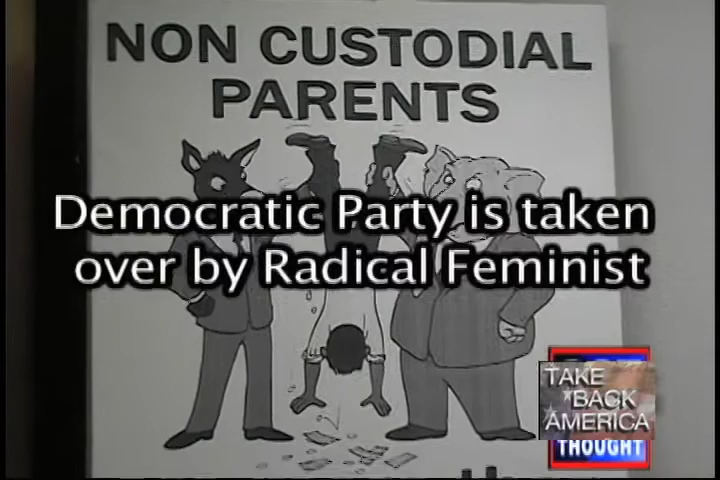 NON CUSTODIAL
PARENTS
Democratic Party is taken
over by Radical Feminist
TAKE
BACK
AMERICA
THOUGHT